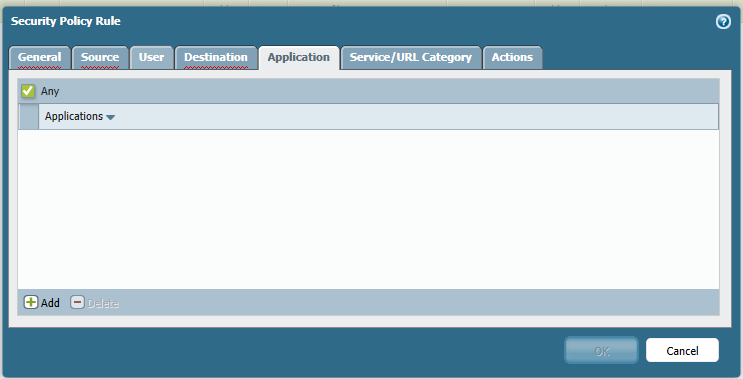 Security Policy Rule
General Source User Destination Application Service/URL Category Actions
Any
Applications
Add Delete
OK Cancel